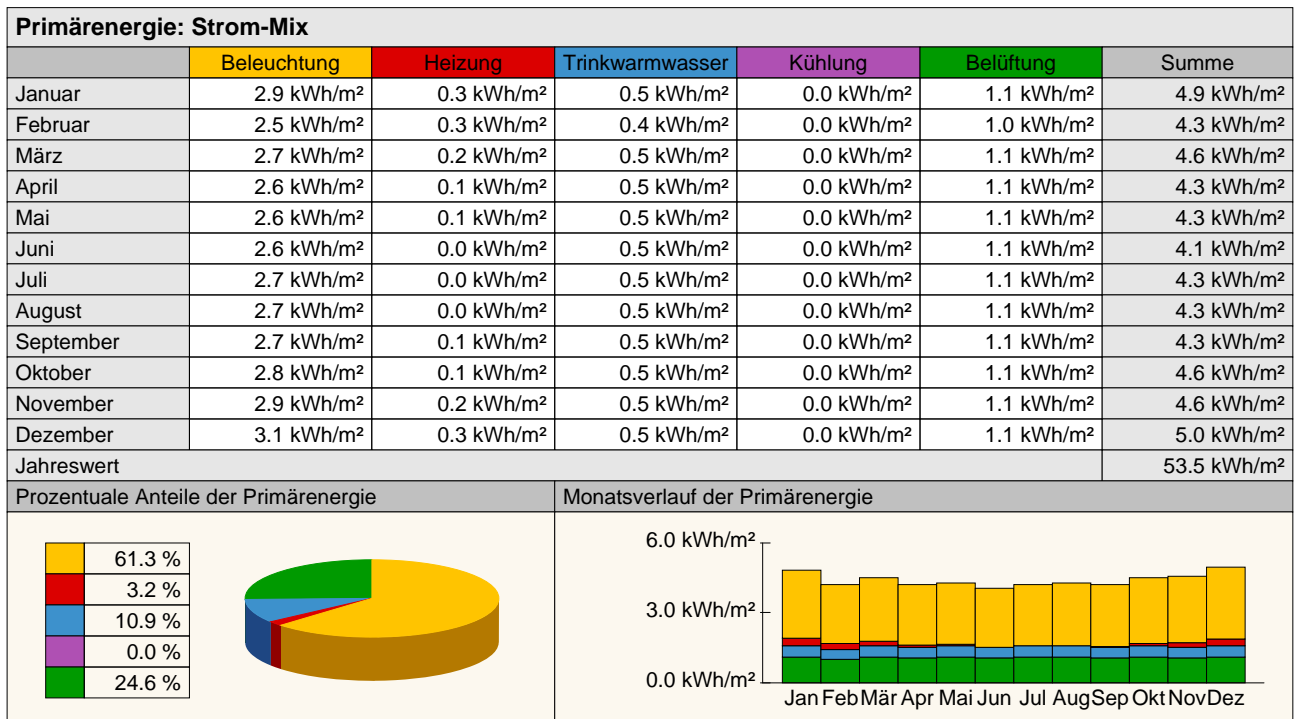 Primärenergie: Strom-Mix
Beleuchtung Heizung Trinkwarmwasser Kühlung Belüftung Summe
Januar 2.9 kWh/m² 0.3 kWh/m² 0.5 kWh/m² 0.0 kWh/m² 1.1 kWh/m² 4.9 kWh/m²
Februar 2.5 kWh/m² 0.3 kWh/m² 0.4 kWh/m² 0.0 kWh/m² 1.0 kWh/m² 4.3 kWh/m²
März 2.7 kWh/m² 0.2 kWh/m² 0.5 kWh/m² 0.0 kWh/m² 1.1 kWh/m² 4.6 kWh/m²
April 2.6 kWh/m² 0.1 kWh/m² 0.5 kWh/m² 0.0 kWh/m² 1.1 kWh/m² 4.3 kWh/m²
Mai 2.6 kWh/m² 0.1 kWh/m² 0.5 kWh/m² 0.0 kWh/m² 1.1 kWh/m² 4.3 kWh/m²
Juni 2.6 kWh/m² 0.0 kWh/m² 0.5 kWh/m² 0.0 kWh/m² 1.1 kWh/m² 4.1 kWh/m²
Juli 2.7 kWh/m² 0.0 kWh/m² 0.5 kWh/m² 0.0 kWh/m² 1.1 kWh/m² 4.3 kWh/m²
August 2.7 kWh/m² 0.0 kWh/m² 0.5 kWh/m² 0.0 kWh/m² 1.1 kWh/m² 4.3 kWh/m²
September 2.7 kWh/m² 0.1 kWh/m² 0.5 kWh/m² 0.0 kWh/m² 1.1 kWh/m² 4.3 kWh/m²
Oktober 2.8 kWh/m² 0.1 kWh/m² 0.5 kWh/m² 0.0 kWh/m² 1.1 kWh/m² 4.6 kWh/m²
November 2.9 kWh/m² 0.2 kWh/m² 0.5 kWh/m² 0.0 kWh/m² 1.1 kWh/m² 4.6 kWh/m²
Dezember 3.1 kWh/m² 0.3 kWh/m² 0.5 kWh/m² 0.0 kWh/m² 1.1 kWh/m² 5.0 kWh/m²
Jahreswert 53.5 kWh/m²
Prozentuale Anteile der Primärenergie
61.3 %
3.2 %
10.9 %
0.0 %
24.6 %
Monatsverlauf der Primärenergie
6.0 kWh/m²
3.0 kWh/m²
0.0 kWh/m²
Jan Feb Mär Apr Mai Jun Jul Aug Sep Okt Nov Dez